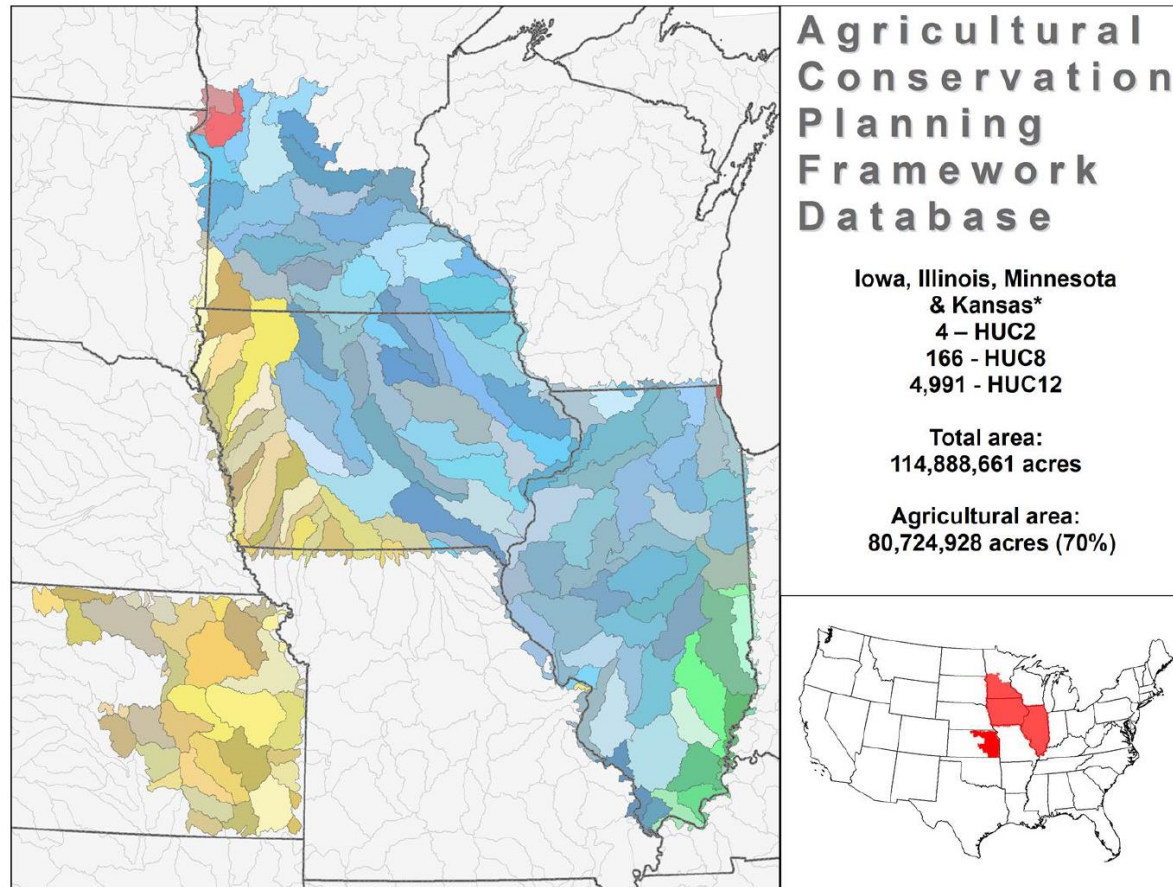 Agricultural
Conservation
Planning
Framework
Database
Iowa, Illinois, Minnesota
& Kansas*
4 – HUC2
166 - HUC8
4,991 - HUC12
Total area:
114,888,661 acres
Agricultural area:
80,724,928 acres (70%)